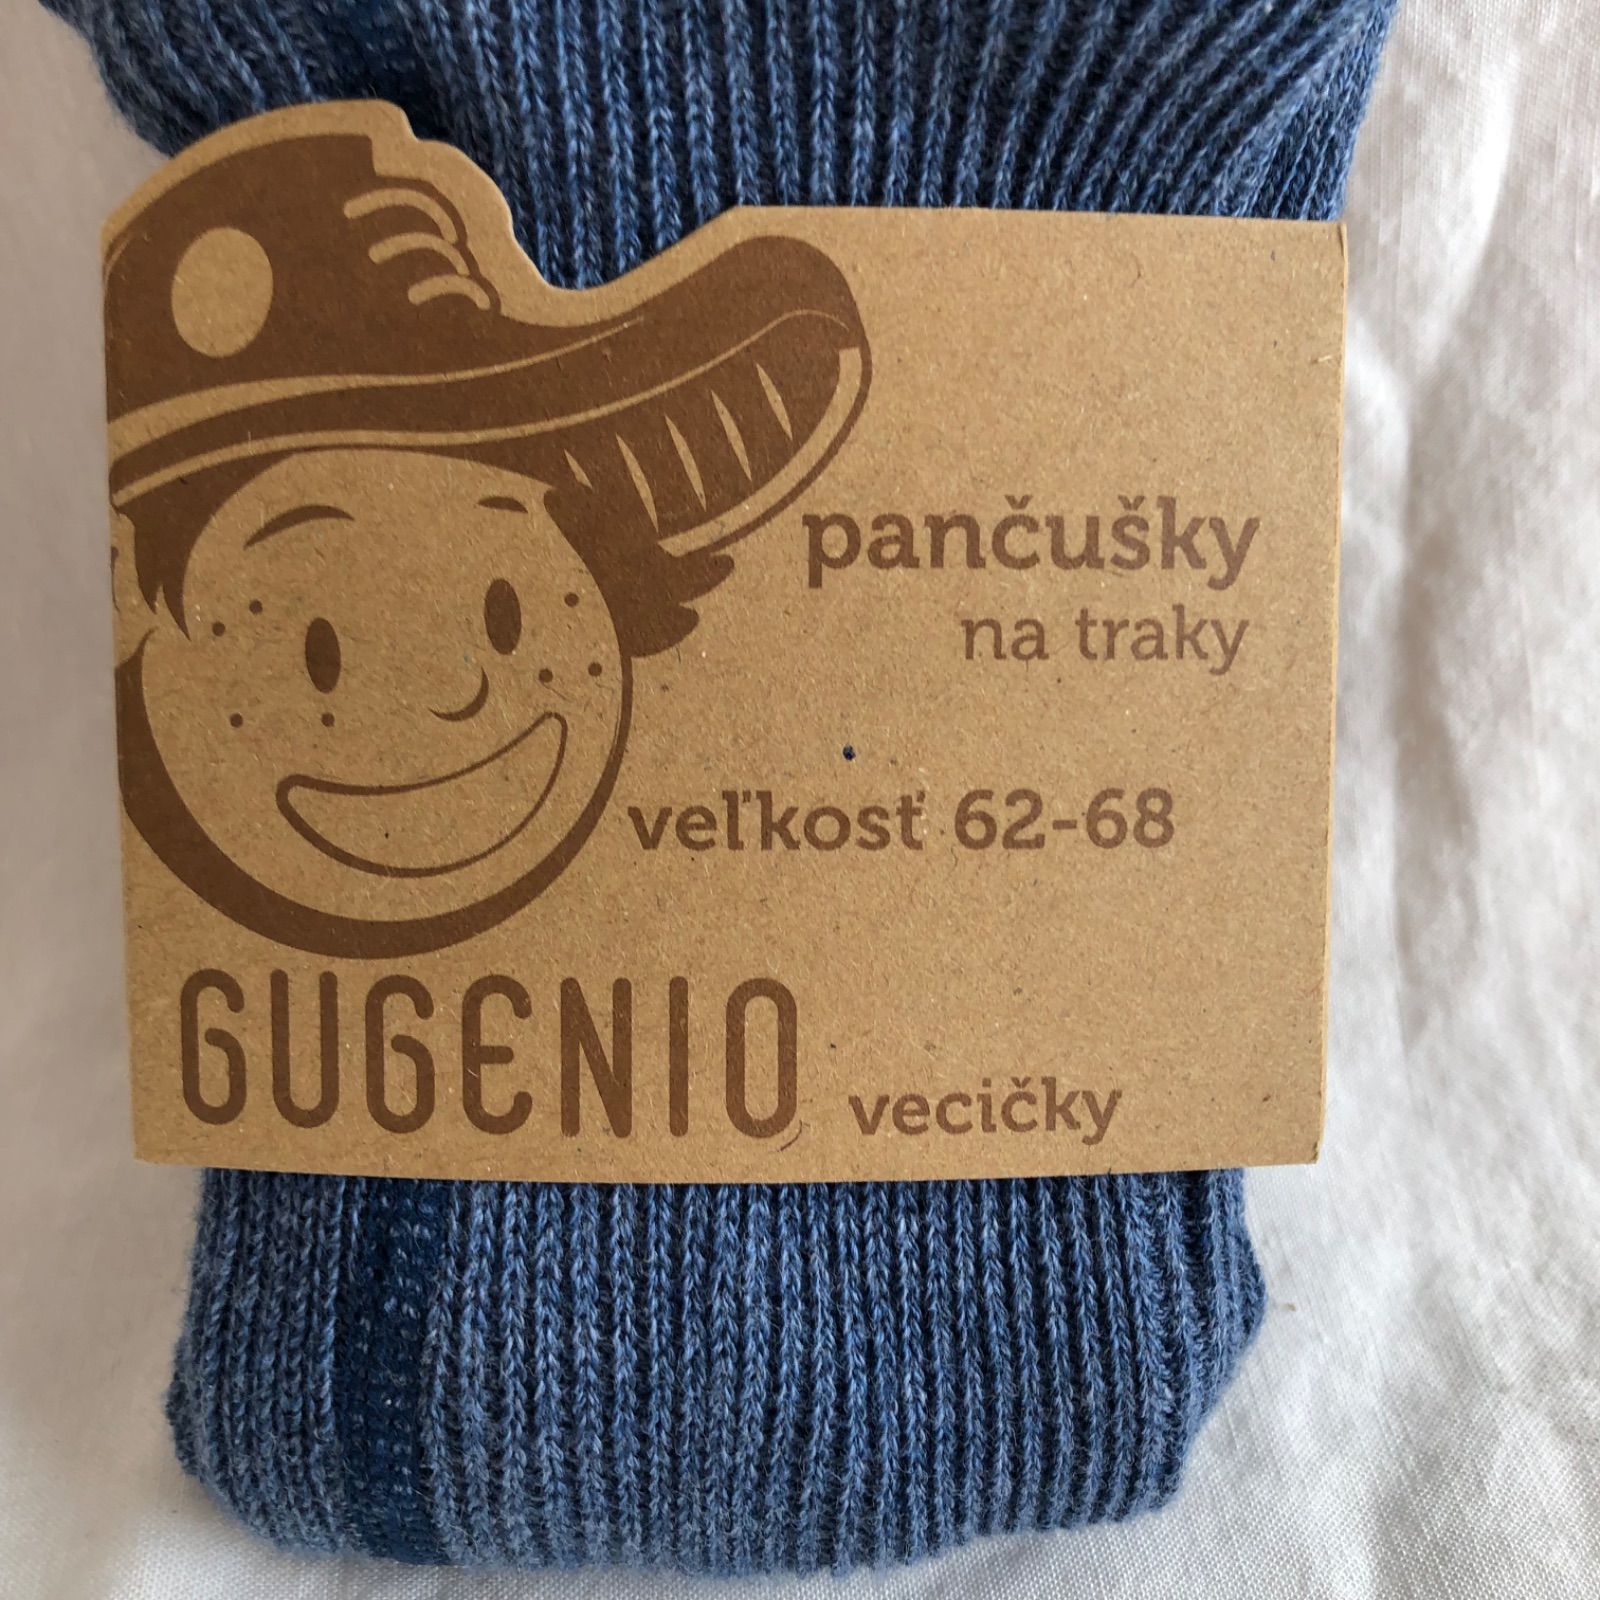 pančušky
na traky
veľkosť 62-68
GUGENIO vecičky